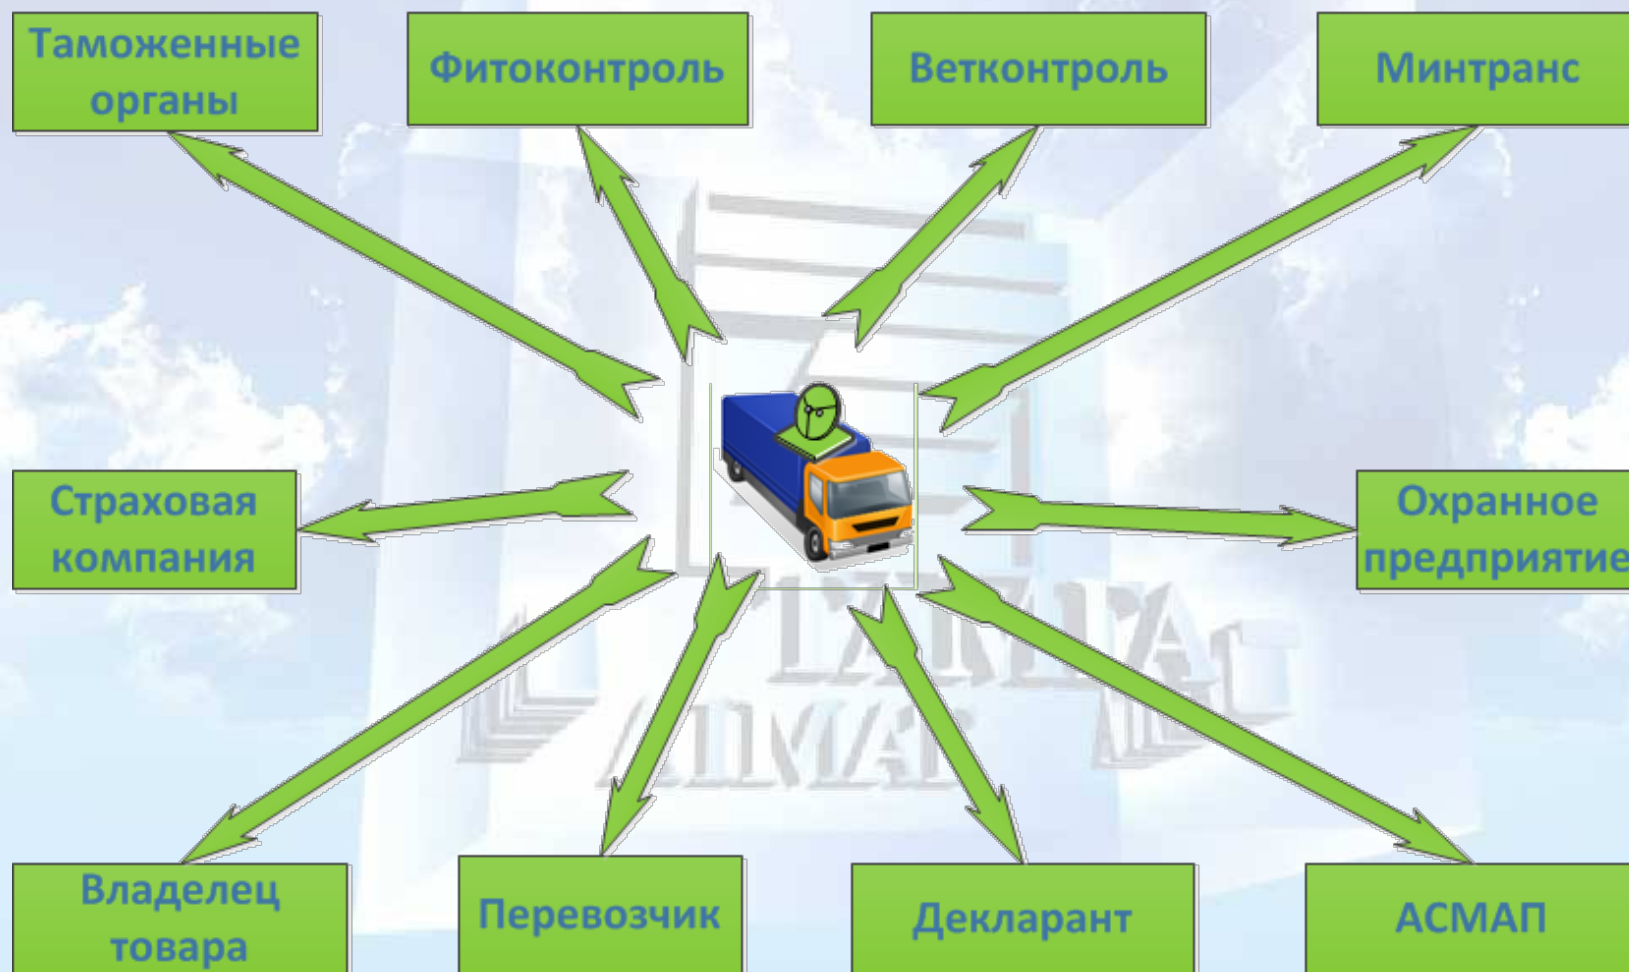 Таможенные
органы
Фитоконтроль
Ветконтроль
Минтранс
Страховая
компания
Охранное
предприятие
Владелец
товара
Перевозчик
Декларант
АСМАП